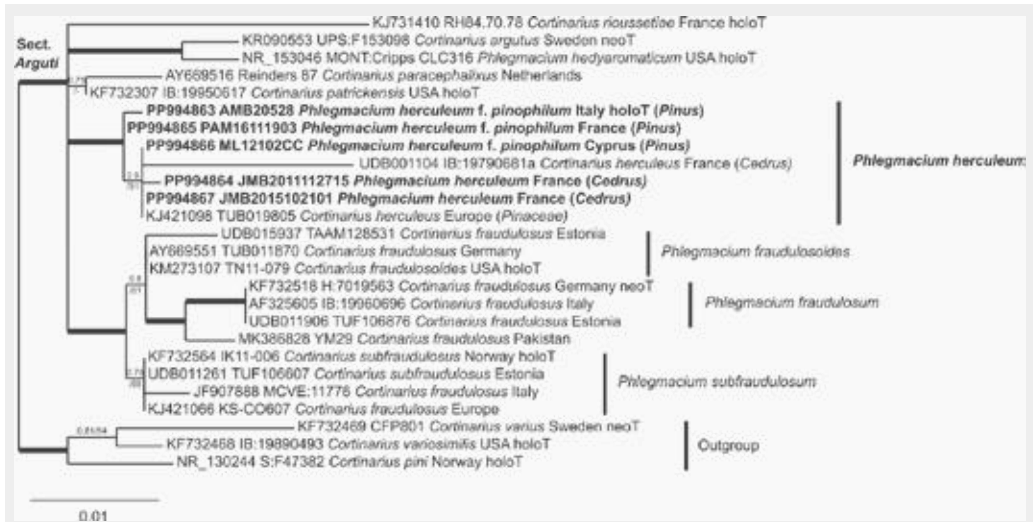 KJ731410 RH84.70.78 Cortinarius rioussetiae France holoT
Sect.
Arguti
KR090553 UPS:F153098 Cortinarius argutus Sweden neoT
NR_153046 MONT:Cripps CLC316 Phlegmacium hedyaromaticum USA holoT
AY669516 Reinders 87 Cortinarius paracephalixus Netherlands
KF732307 IB:19950617 Cortinarius patrickensis USA holoT
PP994863 AMB20528 Phlegmacium herculeum f. pinophilum Italy holoT (Pinus)
PP994865 PAM16111903 Phlegmacium herculeum f. pinophilum France (Pinus)
PP994866 ML12102CC Phlegmacium herculeum f. pinophilum Cyprus (Pinus)
UDB001104 IB:19790681a Cortinarius herculeus France (Cedrus)
Phlegmacium herculeum
PP994864 JMB2011112715 Phlegmacium herculeum France (Cedrus)
PP994867 JMB2015102101 Phlegmacium herculeum France (Cedrus)
KJ421098 TUB019805 Cortinarius herculeus Europe (Pinaceae)
UDB015937 TAAM128531 Cortinarius fraudulosus Estonia
AY669551 TUB011870 Cortinarius fraudulosus Germany
Phlegmacium fraudulosoides
KM273107 TN11-079 Cortinarius fraudulosoides USA holoT
KF732518 H:7019563 Cortinarius fraudulosus Germany neoT
AF325605 IB:19960696 Cortinarius fraudulosus Italy
Phlegmacium fraudulosum
UDB011906 TUF106876 Cortinarius fraudulosus Estonia
MK386828 YM29 Cortinarius fraudulosus Pakistan
KF732564 IK11-006 Cortinarius subfraudulosus Norway holoT
UDB011261 TUF106607 Cortinarius subfraudulosus Estonia
Phlegmacium subfraudulosum
JF907888 MCVE:11776 Cortinarius fraudulosus Italy
KJ421066 KS-CO607 Cortinarius fraudulosus Europe
KF732469 CFP801 Cortinarius varius Sweden neoT
KF732468 IB:19890493 Cortinarius variosimilis USA holoT
Outgroup
NR_130244 S:F47382 Cortinarius pini Norway holoT
0.01